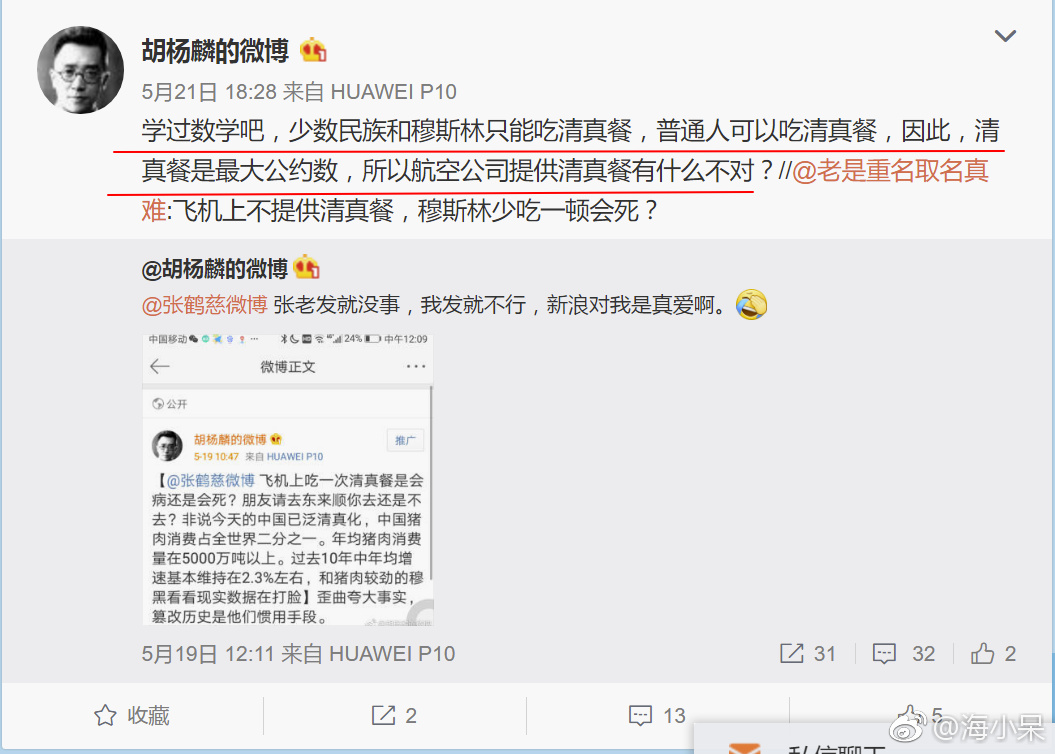 胡杨麟的微博
5月21日 18:28 来自 HUAWEI P10
学过数学吧，少数民族和穆斯林只能吃清真餐，普通人可以吃清真餐，因此，清
真餐是最大公约数，所以航空公司提供清真餐有什么不对？//@老是重名取名真
难:飞机上不提供清真餐，穆斯林少吃一顿会死？
@胡杨麟的微博
@张鹤慈微博 张老发就没事，我发就不行，新浪对我是真爱啊。
中国移动 24% 中午12:09
微博正文
公开
胡杨麟的微博
推广
5-19 10:47 来自 HUAWEI P10
【@张鹤慈微博 飞机上吃一次清真餐是会
病还是会死？朋友请去东来顺你去还是不
去？非说今天的中国已泛清真化，中国猪
肉消费占全世界二分之一。年均猪肉消费
量在5000万吨以上。过去10年中年均增
速基本维持在2.3%左右，和猪肉较劲的穆
黑看看现实数据在打脸】歪曲夸大事实，
篡改历史是他们惯用手段。
5月19日 12:11 来自 HUAWEI P10
31 32 2
收藏 2 13 5
@海小呆
私信聊天